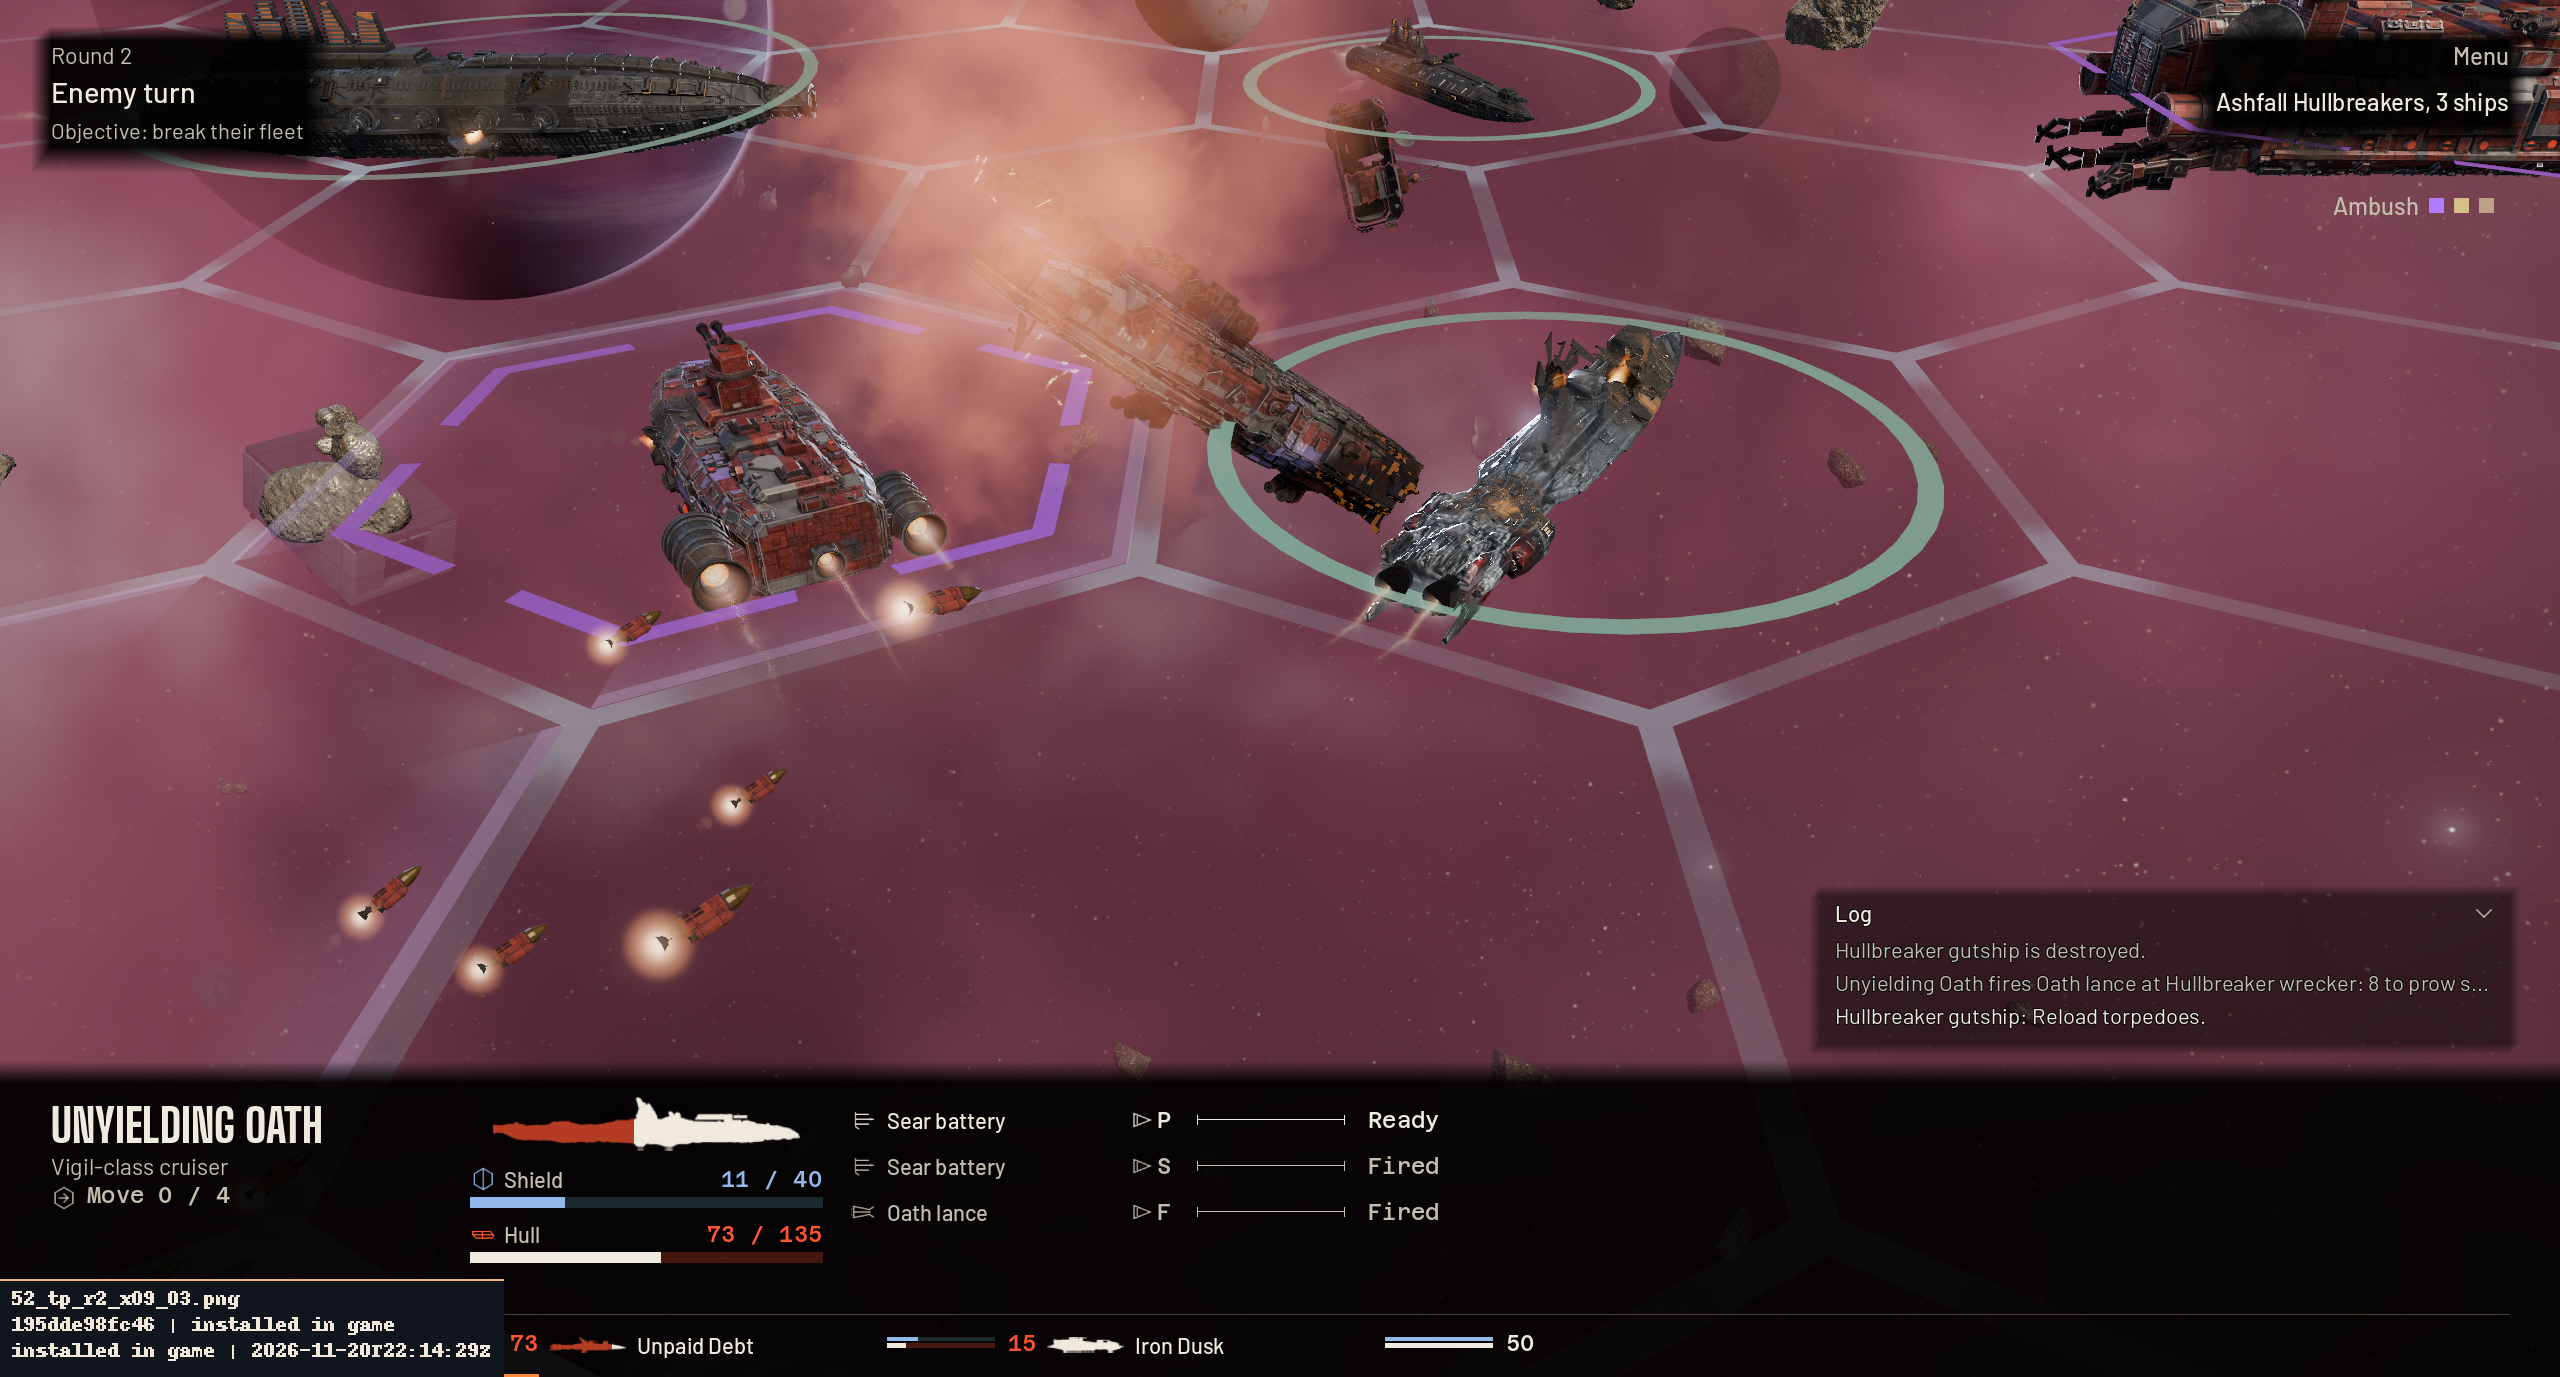 Round 2
Enemy turn
Objective: break their fleet
Menu
Ashfall Hullbreakers, 3 ships
Ambush
Log
Hullbreaker gutship is destroyed.
Unyielding Oath fires Oath lance at Hullbreaker wrecker: 8 to prow s...
Hullbreaker gutship: Reload torpedoes.
UNYIELDING OATH
Vigil-class cruiser
Move 0 / 4
Shield 11 / 40
Hull 73 / 135
Sear battery P Ready
Sear battery S Fired
Oath lance F Fired
52_tp_r2_x09_03.png
195dde98fc46 | installed in game
installed in game | 2026-11-20T22:14:29Z
73 Unpaid Debt 15 Iron Dusk 50